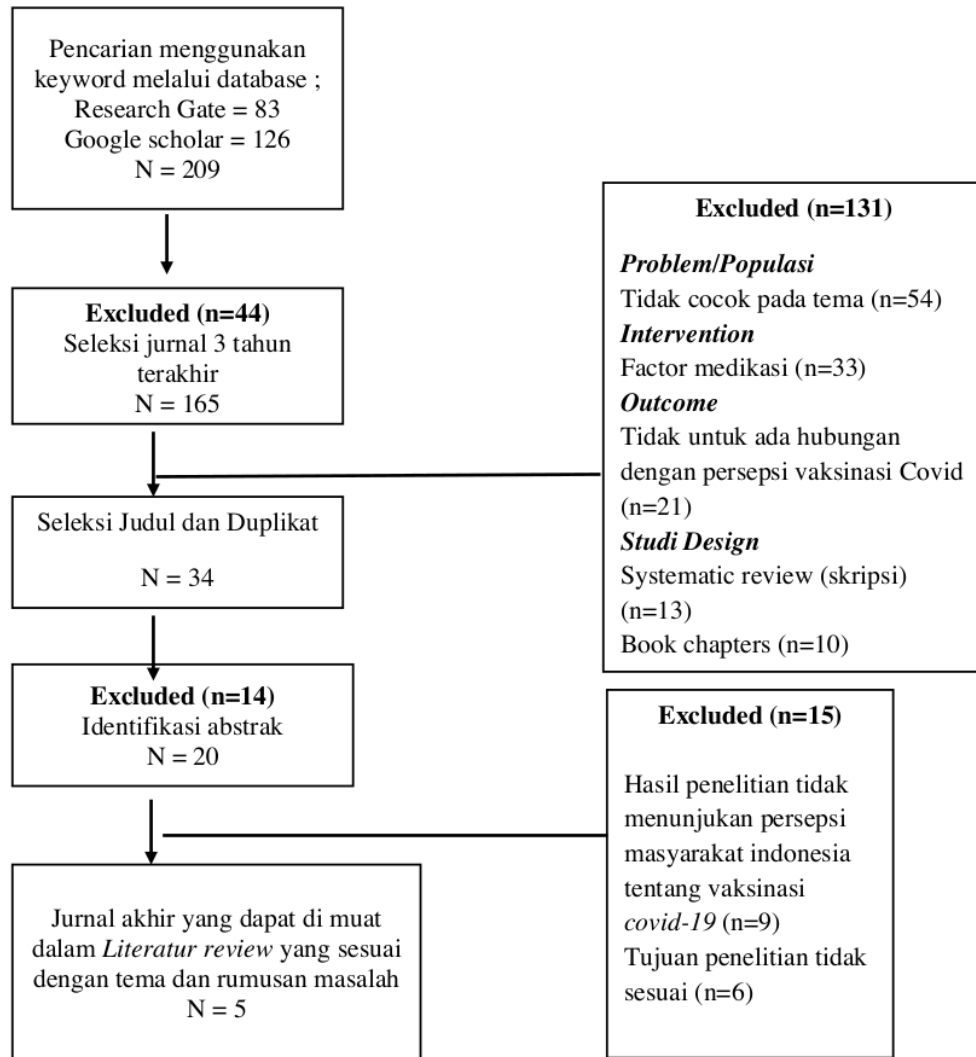 Pencarian menggunakan
keyword melalui database ;
Research Gate = 83
Google scholar = 126
N = 209
Excluded (n=44)
Seleksi jurnal 3 tahun
terakhir
N = 165
Excluded (n=131)
Problem/Populasi
Tidak cocok pada tema (n=54)
Intervention
Factor medikasi (n=33)
Outcome
Tidak untuk ada hubungan
dengan persepsi vaksinasi Covid
(n=21)
Studi Design
Systematic review (skripsi)
(n=13)
Book chapters (n=10)
Seleksi Judul dan Duplikat
N = 34
Excluded (n=14)
Identifikasi abstrak
N = 20
Excluded (n=15)
Hasil penelitian tidak
menunjukan persepsi
masyarakat indonesia
tentang vaksinasi
covid-19 (n=9)
Tujuan penelitian tidak
sesuai (n=6)
Jurnal akhir yang dapat di muat
dalam Literatur review yang sesuai
dengan tema dan rumusan masalah
N = 5